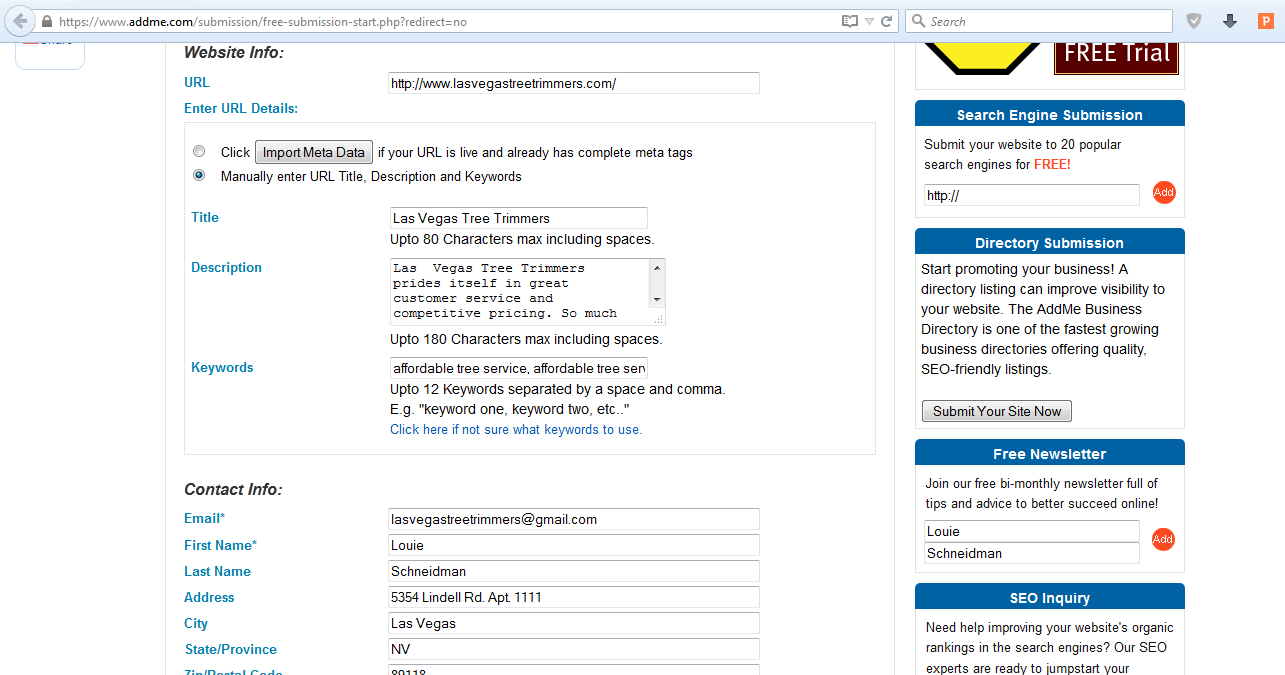 https://www.addme.com/submission/free-submission-start.php?redirect=no
Search
Website Info:
URL
http://www.lasvegastreetrimmers.com/
Enter URL Details:
Click Import Meta Data if your URL is live and already has complete meta tags
Manually enter URL Title, Description and Keywords
Title
Las Vegas Tree Trimmers
Upto 80 Characters max including spaces.
Description
Las  Vegas Tree Trimmers
prides itself in great
customer service and
competitive pricing. So much
Upto 180 Characters max including spaces.
Keywords
affordable tree service, affordable tree serv
Upto 12 Keywords separated by a space and comma.
E.g. "keyword one, keyword two, etc.."
Click here if not sure what keywords to use.
Contact Info:
Email*
lasvegastreetrimmers@gmail.com
First Name*
Louie
Last Name
Schneidman
Address
5354 Lindell Rd. Apt. 1111
City
Las Vegas
State/Province
NV
Zip/Postal Code
89118
FREE Trial
Search Engine Submission
Submit your website to 20 popular
search engines for FREE!
http://
Add
Directory Submission
Start promoting your business! A
directory listing can improve visibility to
your website. The AddMe Business
Directory is one of the fastest growing
business directories offering quality,
SEO-friendly listings.
Submit Your Site Now
Free Newsletter
Join our free bi-monthly newsletter full of
tips and advice to better succeed online!
Louie
Schneidman
Add
SEO Inquiry
Need help improving your website's organic
rankings in the search engines? Our SEO
experts are ready to jumpstart your